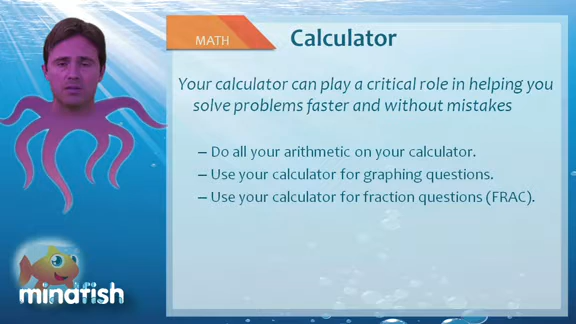 MATH
Calculator
Your calculator can play a critical role in helping you
solve problems faster and without mistakes
– Do all your arithmetic on your calculator.
– Use your calculator for graphing questions.
– Use your calculator for fraction questions (FRAC).
mindfish